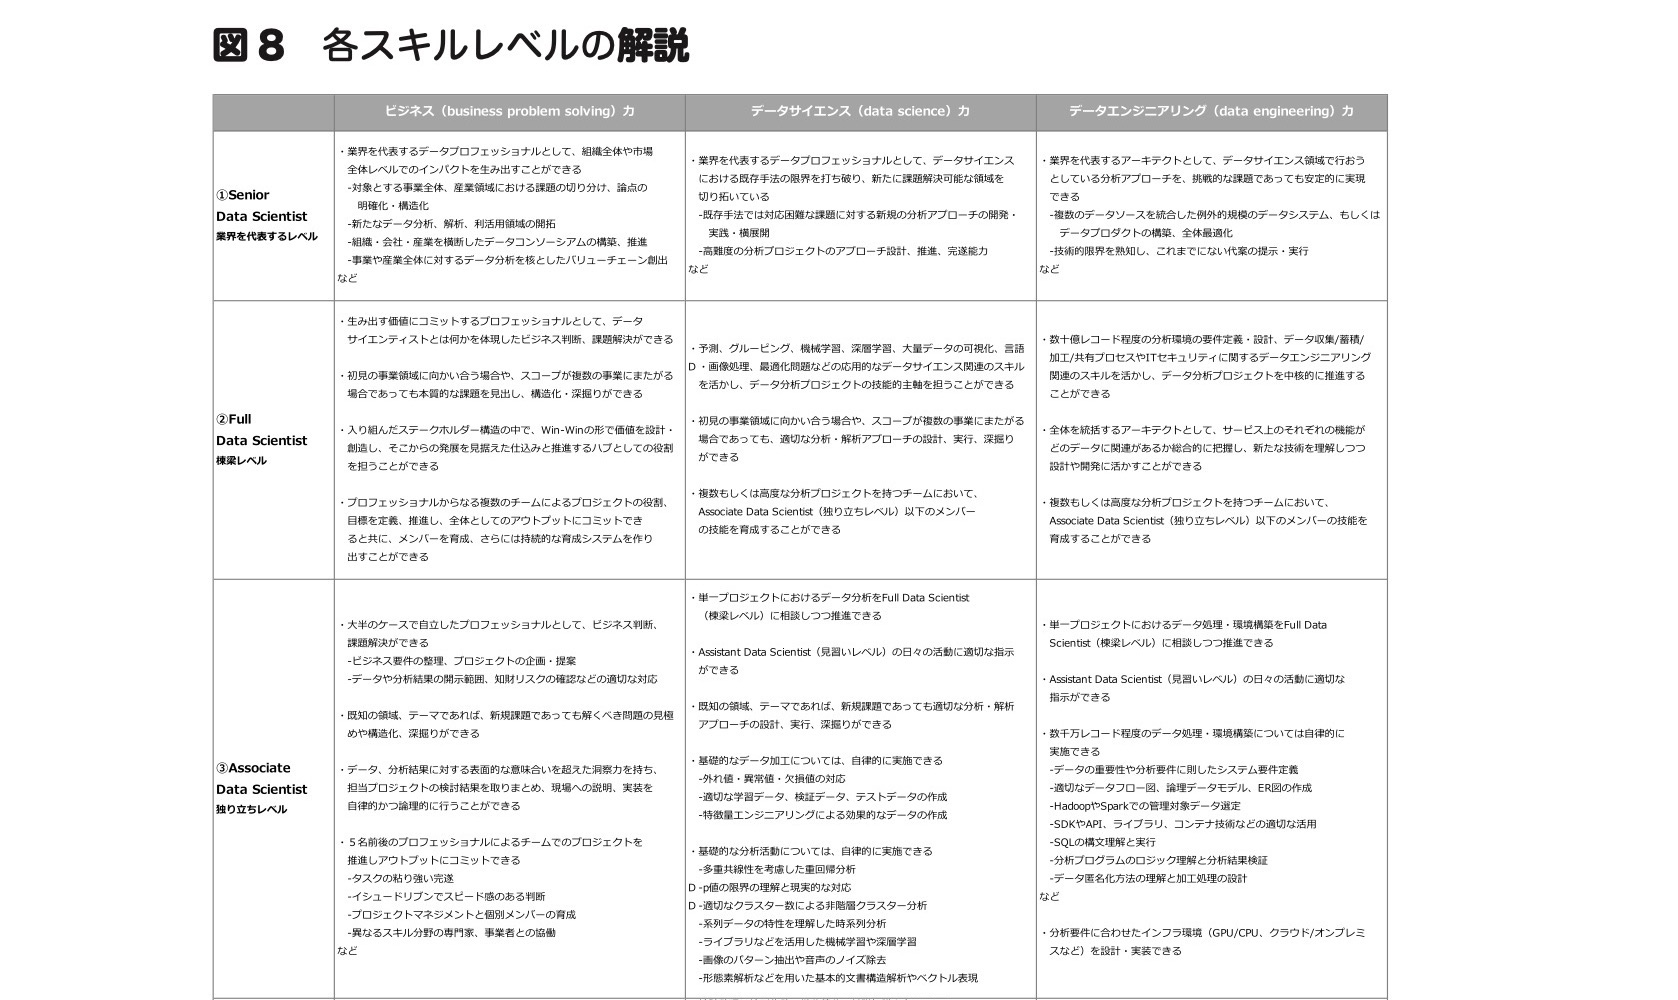 図8　各スキルレベルの解説
ビジネス（business problem solving）力
データサイエンス（data science）力
データエンジニアリング（data engineering）力
①Senior
Data Scientist
業界を代表するレベル
・業界を代表するデータプロフェッショナルとして、組織全体や市場
全体レベルでのインパクトを生み出すことができる
-対象とする事業全体、産業領域における課題の切り分け、論点の
明確化・構造化
-新たなデータ分析、解析、利活用領域の開拓
-組織・会社・産業を横断したデータコンソーシアムの構築、推進
-事業や産業全体に対するデータ分析を核としたバリューチェーン創出
など
・業界を代表するデータプロフェッショナルとして、データサイエンス
における既存手法の限界を打ち破り、新たに課題解決可能な領域を
切り拓いている
-既存手法では対応困難な課題に対する新規の分析アプローチの開発・
実践・横展開
-高難度の分析プロジェクトのアプローチ設計、推進、完遂能力
など
・業界を代表するアーキテクトとして、データサイエンス領域で行おう
としている分析アプローチを、挑戦的な課題であっても安定的に実現
できる
-複数のデータソースを統合した例外的規模のデータシステム、もしくは
データプロダクトの構築、全体最適化
-技術的限界を熟知し、これまでにない代案の提示・実行
など
②Full
Data Scientist
棟梁レベル
・生み出す価値にコミットするプロフェッショナルとして、データ
サイエンティストとは何かを体現したビジネス判断、課題解決ができる
・初見の事業領域に向かい合う場合や、スコープが複数の事業にまたがる
場合であっても本質的な課題を見出し、構造化・深掘りができる
・入り組んだステークホルダー構造の中で、Win-Winの形で価値を設計・
創造し、そこからの発展を見据えた仕込みと推進するハブとしての役割
を担うことができる
・プロフェッショナルからなる複数のチームによるプロジェクトの役割、
目標を定義、推進し、全体としてのアウトプットにコミットでき
ると共に、メンバーを育成、さらには持続的な育成システムを作り
出すことができる
・予測、グルーピング、機械学習、深層学習、大量データの可視化、言語
D ・画像処理、最適化問題などの応用的なデータサイエンス関連のスキル
を活かし、データ分析プロジェクトの技能的主軸を担うことができる
・初見の事業領域に向かい合う場合や、スコープが複数の事業にまたがる
場合であっても、適切な分析・解析アプローチの設計、実行、深掘り
ができる
・複数もしくは高度な分析プロジェクトを持つチームにおいて、
Associate Data Scientist（独り立ちレベル）以下のメンバー
の技能を育成することができる
・数十億レコード程度の分析環境の要件定義・設計、データ収集/蓄積/
加工/共有プロセスやITセキュリティに関するデータエンジニアリング
関連のスキルを活かし、データ分析プロジェクトを中核的に推進する
ことができる
・全体を統括するアーキテクトとして、サービス上のそれぞれの機能が
どのデータに関連があるか総合的に把握し、新たな技術を理解しつつ
設計や開発に活かすことができる
・複数もしくは高度な分析プロジェクトを持つチームにおいて、
Associate Data Scientist（独り立ちレベル）以下のメンバーの技能を
育成することができる
③Associate
Data Scientist
独り立ちレベル
・大半のケースで自立したプロフェッショナルとして、ビジネス判断、
課題解決ができる
-ビジネス要件の整理、プロジェクトの企画・提案
-データや分析結果の開示範囲、知財リスクの確認などの適切な対応
・既知の領域、テーマであれば、新規課題であっても解くべき問題の見極
めや構造化、深掘りができる
・データ、分析結果に対する表面的な意味合いを超えた洞察力を持ち、
担当プロジェクトの検討結果を取りまとめ、現場への説明、実装を
自律的かつ論理的に行うことができる
・５名前後のプロフェッショナルによるチームでのプロジェクトを
推進しアウトプットにコミットできる
-タスクの粘り強い完遂
-イシュードリブンでスピード感のある判断
-プロジェクトマネジメントと個別メンバーの育成
-異なるスキル分野の専門家、事業者との協働
など
・単一プロジェクトにおけるデータ分析をFull Data Scientist
（棟梁レベル）に相談しつつ推進できる
・Assistant Data Scientist（見習いレベル）の日々の活動に適切な指示
ができる
・既知の領域、テーマであれば、新規課題であっても適切な分析・解析
アプローチの設計、実行、深掘りができる
・基礎的なデータ加工については、自律的に実施できる
-外れ値・異常値・欠損値の対応
-適切な学習データ、検証データ、テストデータの作成
-特徴量エンジニアリングによる効果的なデータの作成
・基礎的な分析活動については、自律的に実施できる
-多重共線性を考慮した重回帰分析
D -p値の限界の理解と現実的な対応
D -適切なクラスター数による非階層クラスター分析
-系列データの特性を理解した時系列分析
-ライブラリなどを活用した機械学習や深層学習
-画像のパターン抽出や音声のノイズ除去
-形態素解析などを用いた基本的文書構造解析やベクトル表現
・単一プロジェクトにおけるデータ処理・環境構築をFull Data
Scientist（棟梁レベル）に相談しつつ推進できる
・Assistant Data Scientist（見習いレベル）の日々の活動に適切な
指示ができる
・数千万レコード程度のデータ処理・環境構築については自律的に
実施できる
-データの重要性や分析要件に則したシステム要件定義
-適切なデータフロー図、論理データモデル、ER図の作成
-HadoopやSparkでの管理対象データ選定
-SDKやAPI、ライブラリ、コンテナ技術などの適切な活用
-SQLの構文理解と実行
-分析プログラムのロジック理解と分析結果検証
-データ匿名化方法の理解と加工処理の設計
など
・分析要件に合わせたインフラ環境（GPU/CPU、クラウド/オンプレミ
スなど）を設計・実装できる